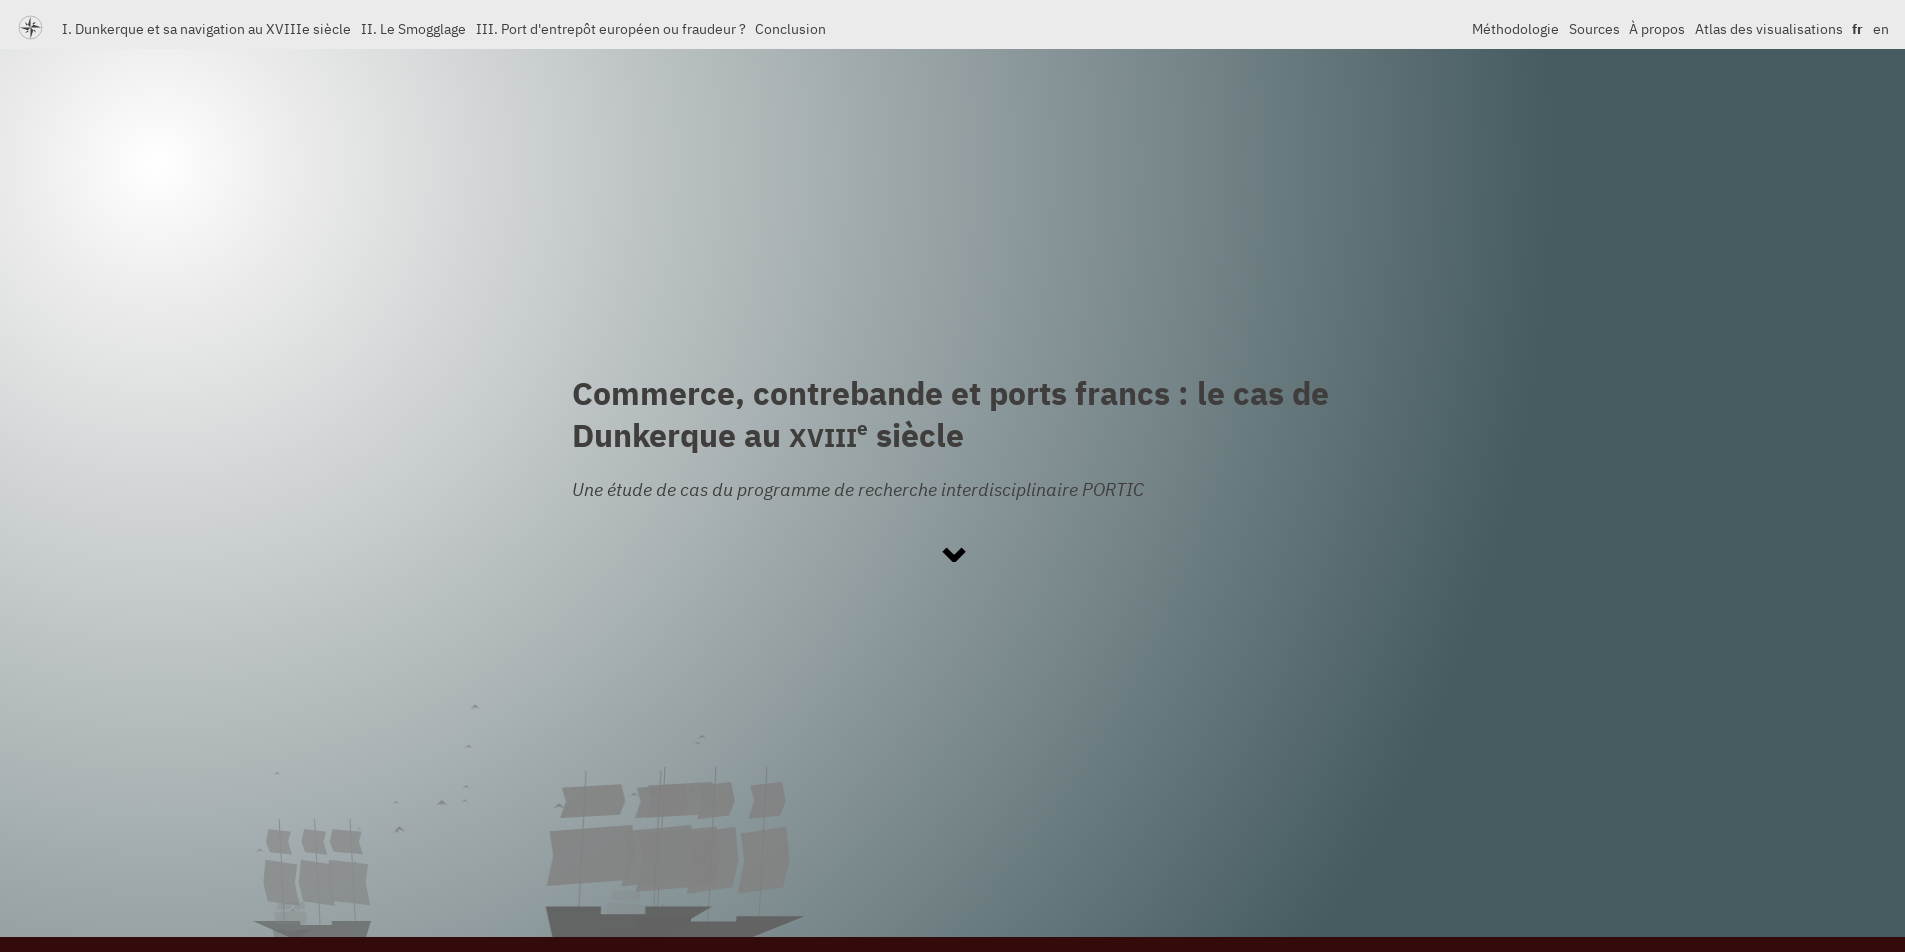 I. Dunkerque et sa navigation au XVIIIe siècle II. Le Smogglage III. Port d'entrepôt européen ou fraudeur ? Conclusion
Méthodologie Sources À propos Atlas des visualisations fr en
Commerce, contrebande et ports francs : le cas de
Dunkerque au XVIIIe siècle
Une étude de cas du programme de recherche interdisciplinaire PORTIC